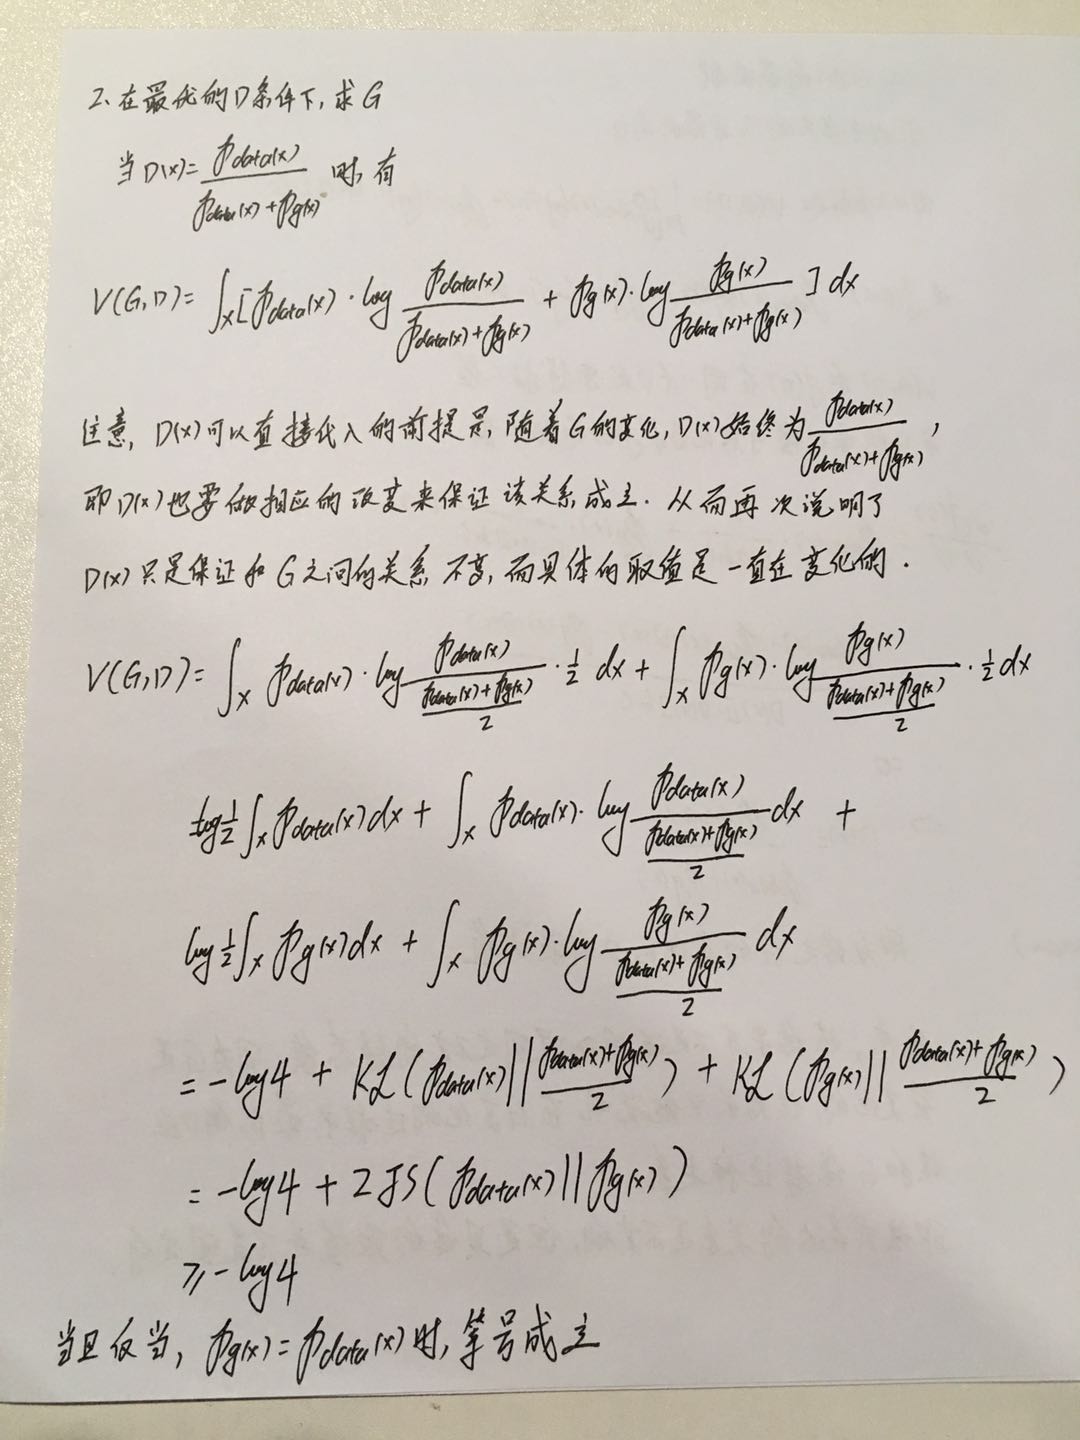 2. 在最优的D条件下, 求G
当 D(x) = \frac{p_{data}(x)}{p_{data}(x) + p_g(x)} 时, 有
V(G,D) = \int_x [p_{data}(x) \cdot \log \frac{p_{data}(x)}{p_{data}(x) + p_g(x)} + p_g(x) \cdot \log \frac{p_g(x)}{p_{data}(x) + p_g(x)}] dx
注意, D(x)可以直接代入的前提是, 随着G的变化, D(x)始终为 \frac{p_{data}(x)}{p_{data}(x) + p_g(x)},
即D(x)也要做相应的改变来保证该关系成立. 从而再次说明了
D(x)只是保证和G之间的关系不变, 而具体的取值是一直在变化的.
V(G,D) = \int_x p_{data}(x) \cdot \log \frac{p_{data}(x)}{\frac{p_{data}(x) + p_g(x)}{2}} \cdot \frac{1}{2} dx + \int_x p_g(x) \cdot \log \frac{p_g(x)}{\frac{p_{data}(x) + p_g(x)}{2}} \cdot \frac{1}{2} dx
\log \frac{1}{2} \int_x p_{data}(x) dx + \int_x p_{data}(x) \cdot \log \frac{p_{data}(x)}{\frac{p_{data}(x) + p_g(x)}{2}} dx +
\log \frac{1}{2} \int_x p_g(x) dx + \int_x p_g(x) \cdot \log \frac{p_g(x)}{\frac{p_{data}(x) + p_g(x)}{2}} dx
= -\log 4 + KL(p_{data}(x) || \frac{p_{data}(x) + p_g(x)}{2}) + KL(p_g(x) || \frac{p_{data}(x) + p_g(x)}{2})
= -\log 4 + 2JS(p_{data}(x) || p_g(x))
⩾ -\log 4
当且仅当, p_g(x) = p_{data}(x) 时, 等号成立